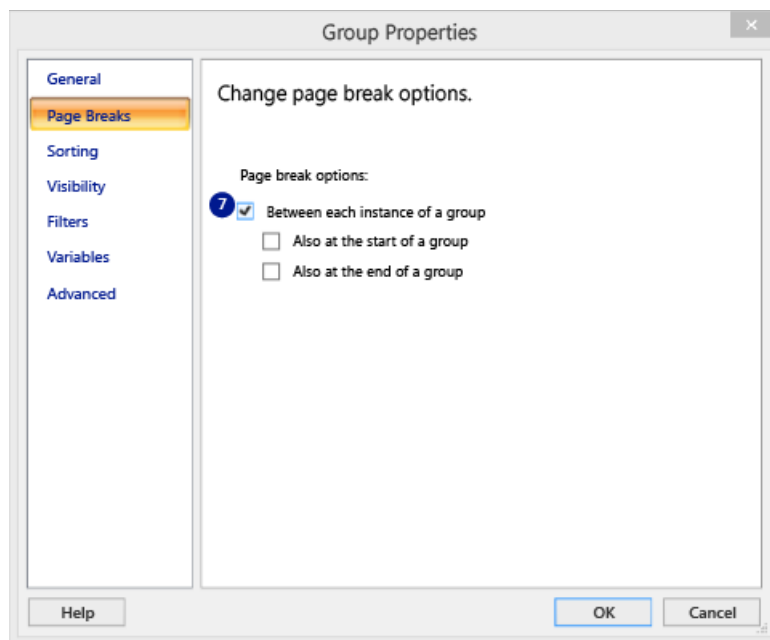 Group Properties
General
Page Breaks
Sorting
Visibility
Filters
Variables
Advanced
Change page break options.
Page break options:
7 Between each instance of a group
Also at the start of a group
Also at the end of a group
Help
OK
Cancel